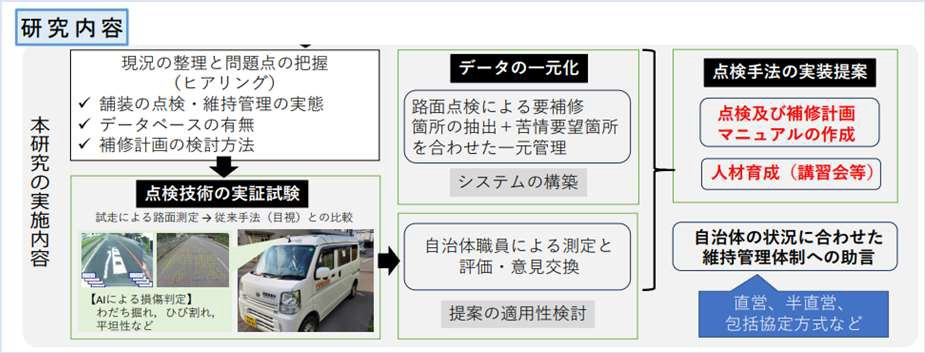 研究内容
本研究の実施内容
現況の整理と問題点の把握
（ヒアリング）
✓ 舗装の点検・維持管理の実態
✓ データベースの有無
✓ 補修計画の検討方法
点検技術の実証試験
試走による路面測定→従来手法（目視）との比較
【AIによる損傷判定】
わだち掘れ，ひび割れ，
平坦性など
データの一元化
路面点検による要補修
箇所の抽出＋苦情要望箇所
を合わせた一元管理
システムの構築
自治体職員による測定と
評価・意見交換
提案の適用性検討
点検手法の実装提案
点検及び補修計画
マニュアルの作成
人材育成（講習会等）
自治体の状況に合わせた
維持管理体制への助言
直営、半直営、
包括協定方式など